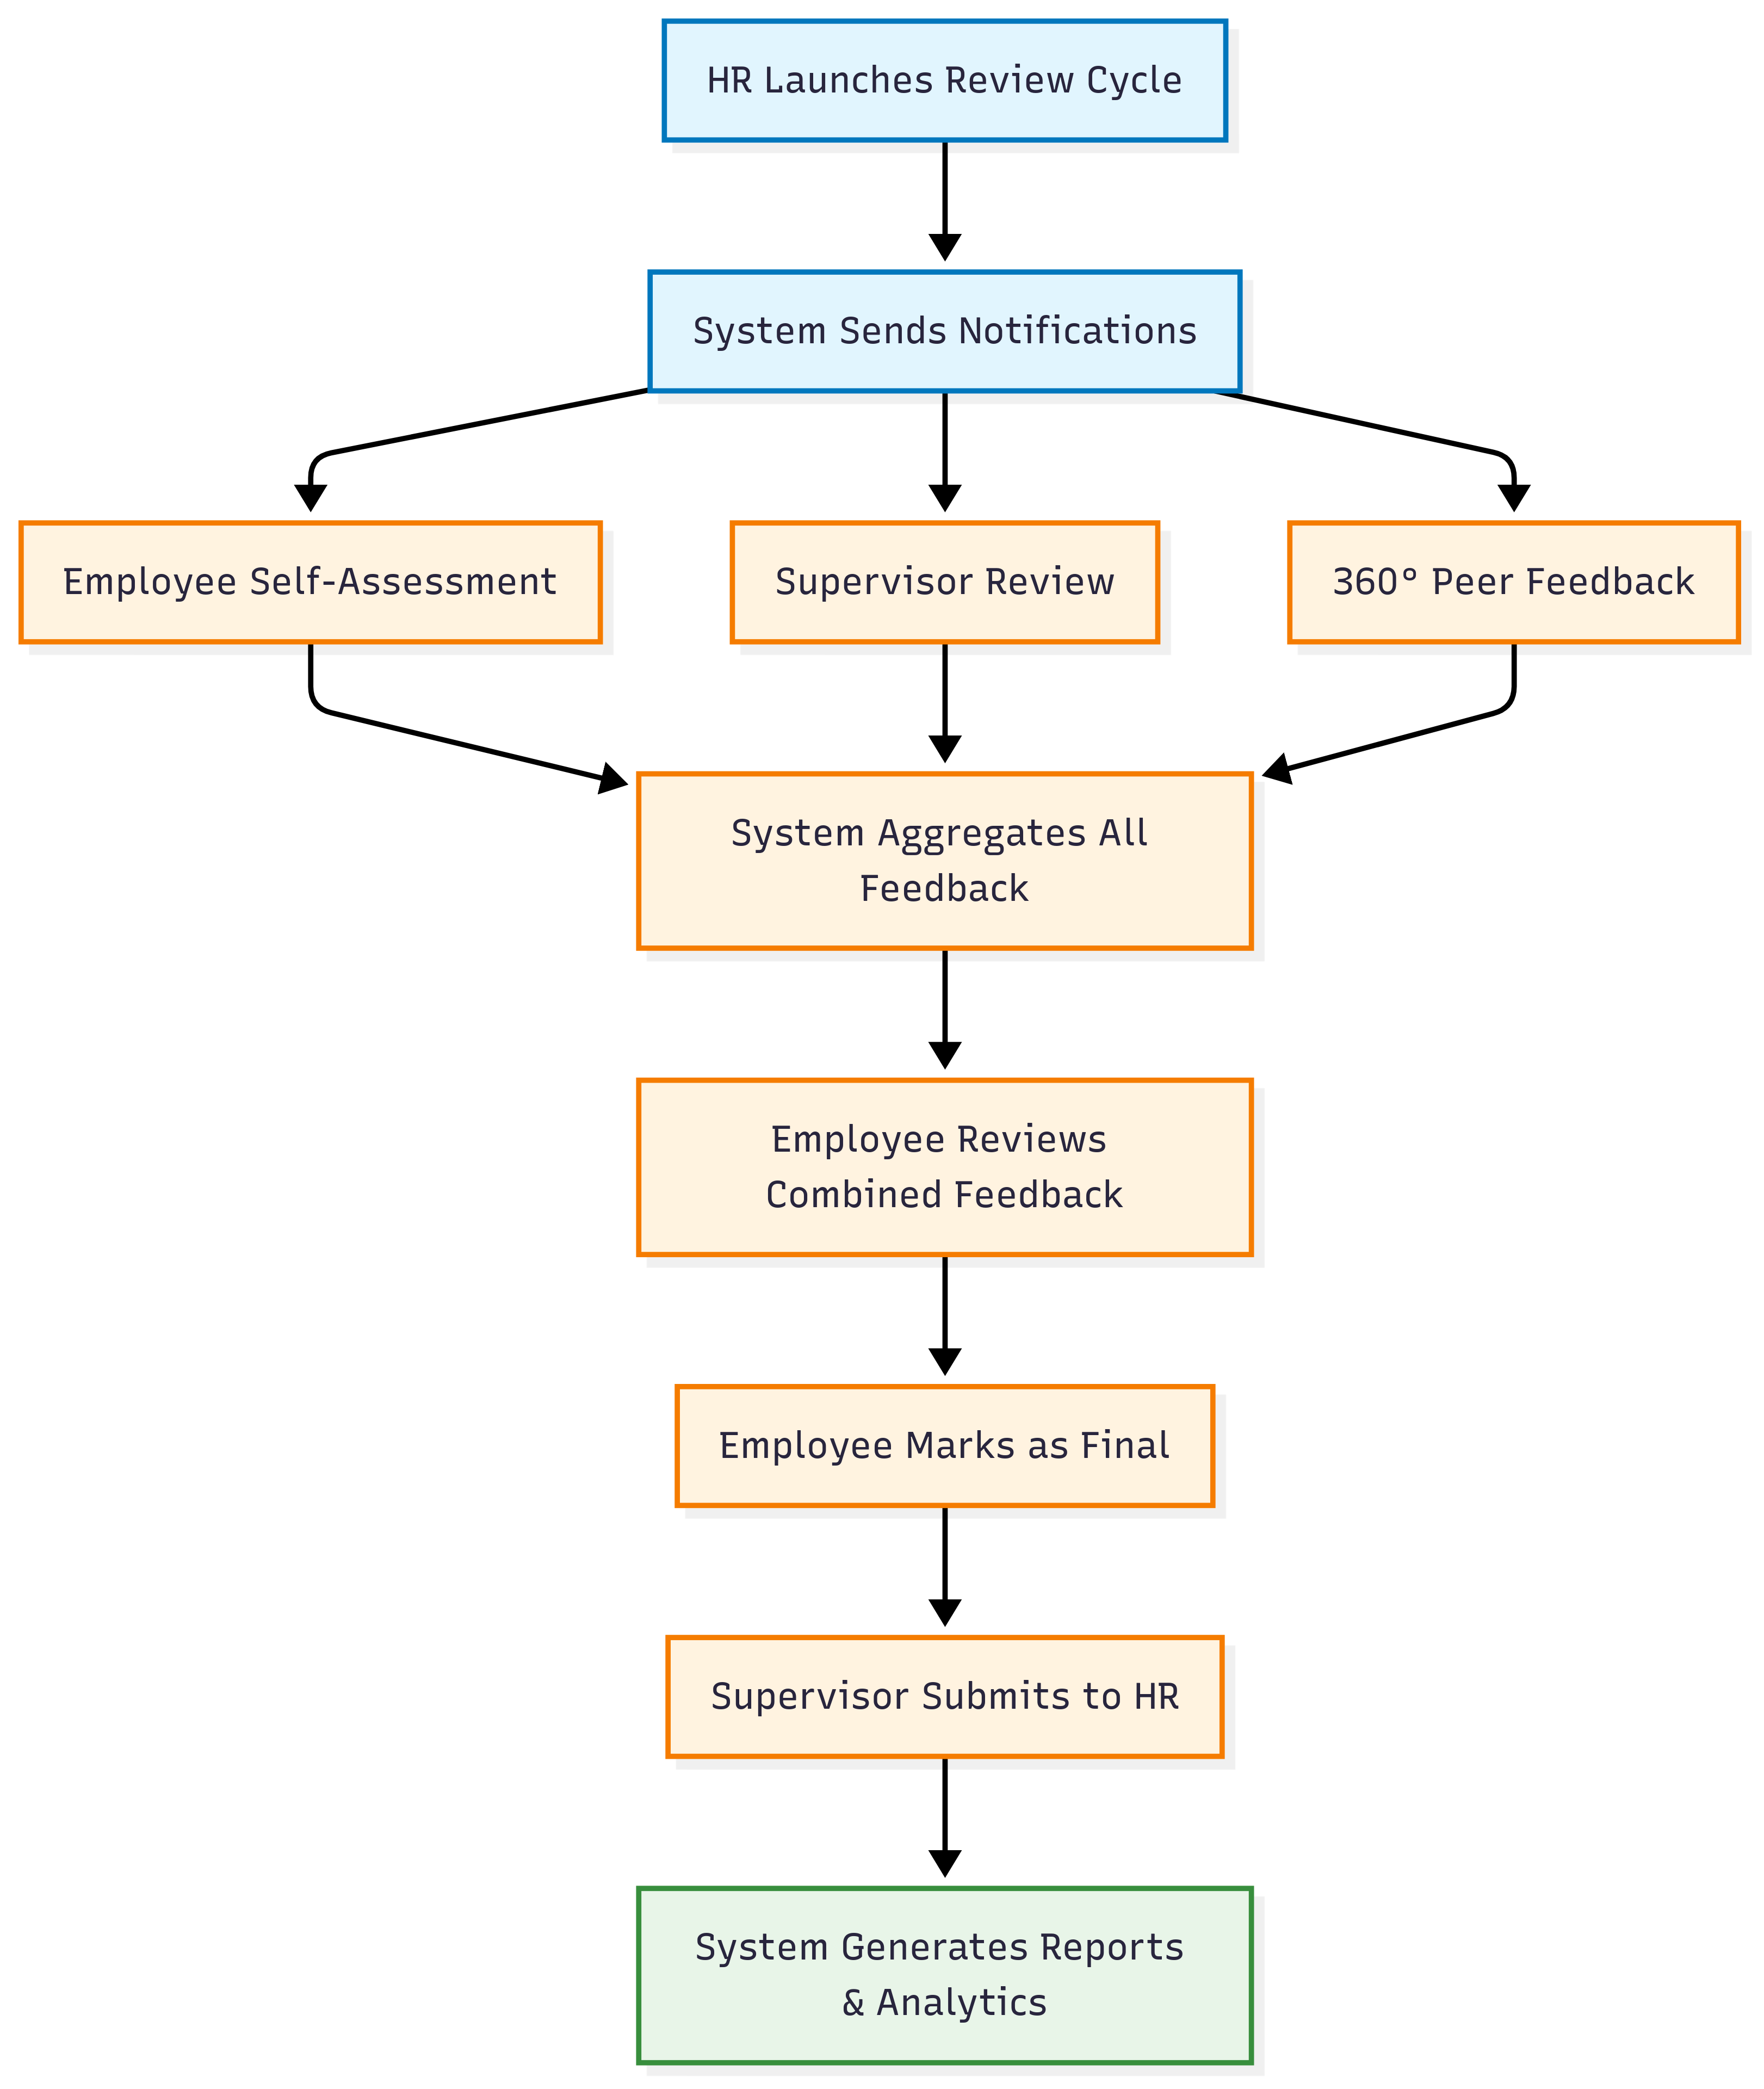 HR Launches Review Cycle
System Sends Notifications
Employee Self-Assessment
Supervisor Review
360° Peer Feedback
System Aggregates All
Feedback
Employee Reviews
Combined Feedback
Employee Marks as Final
Supervisor Submits to HR
System Generates Reports
& Analytics